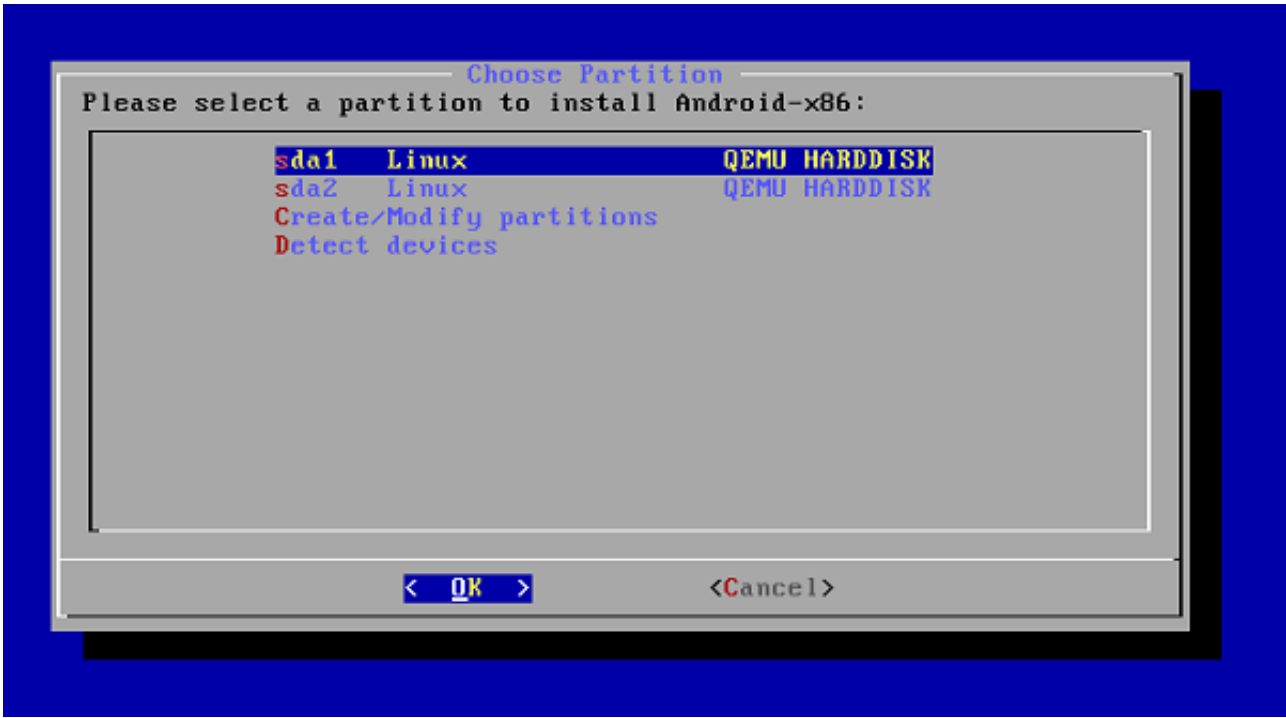 Choose Partition
Please select a partition to install Android-x86:
sda1 Linux QEMU HARDDISK
sda2 Linux QEMU HARDDISK
Create/Modify partitions
Detect devices
< OK > <Cancel>